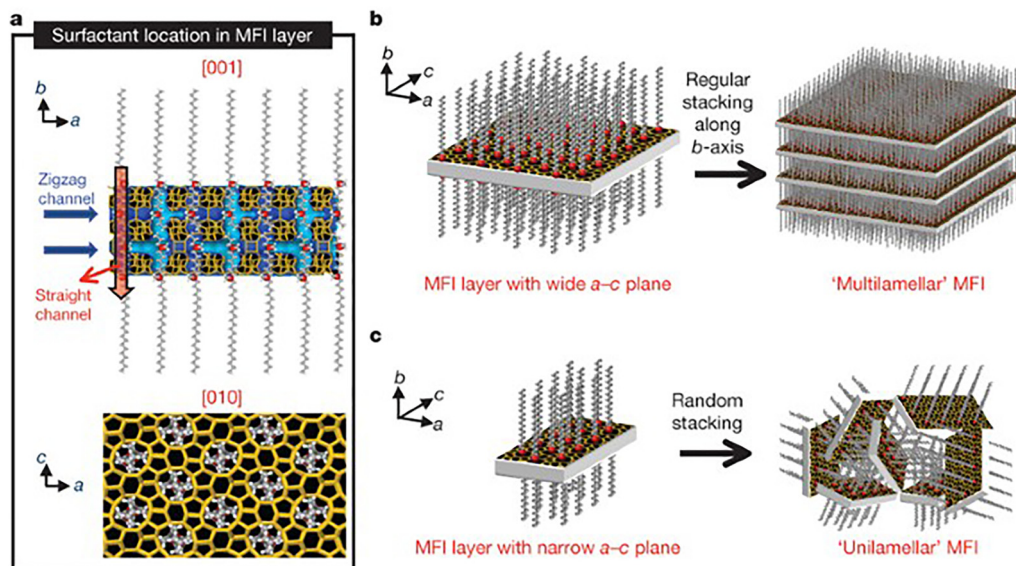 a
Surfactant location in MFI layer
[001]
b
a
Zigzag
channel
Straight
channel
[010]
c
a
b
b
c
a
MFI layer with wide a–c plane
Regular
stacking
along
b-axis
'Multilamellar' MFI
c
b
c
a
MFI layer with narrow a–c plane
Random
stacking
'Unilamellar' MFI